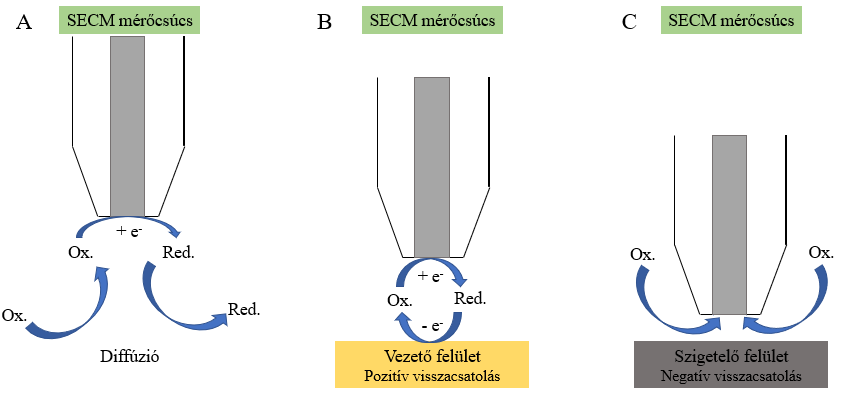 A
SECM mérőcsúcs
+ e-
Ox.
Red.
Ox.
Red.
Diffúzió
B
SECM mérőcsúcs
+ e-
Ox.
Red.
- e-
Vezető felület
Pozitív visszacsatolás
C
SECM mérőcsúcs
Ox.
Ox.
Szigetelő felület
Negatív visszacsatolás